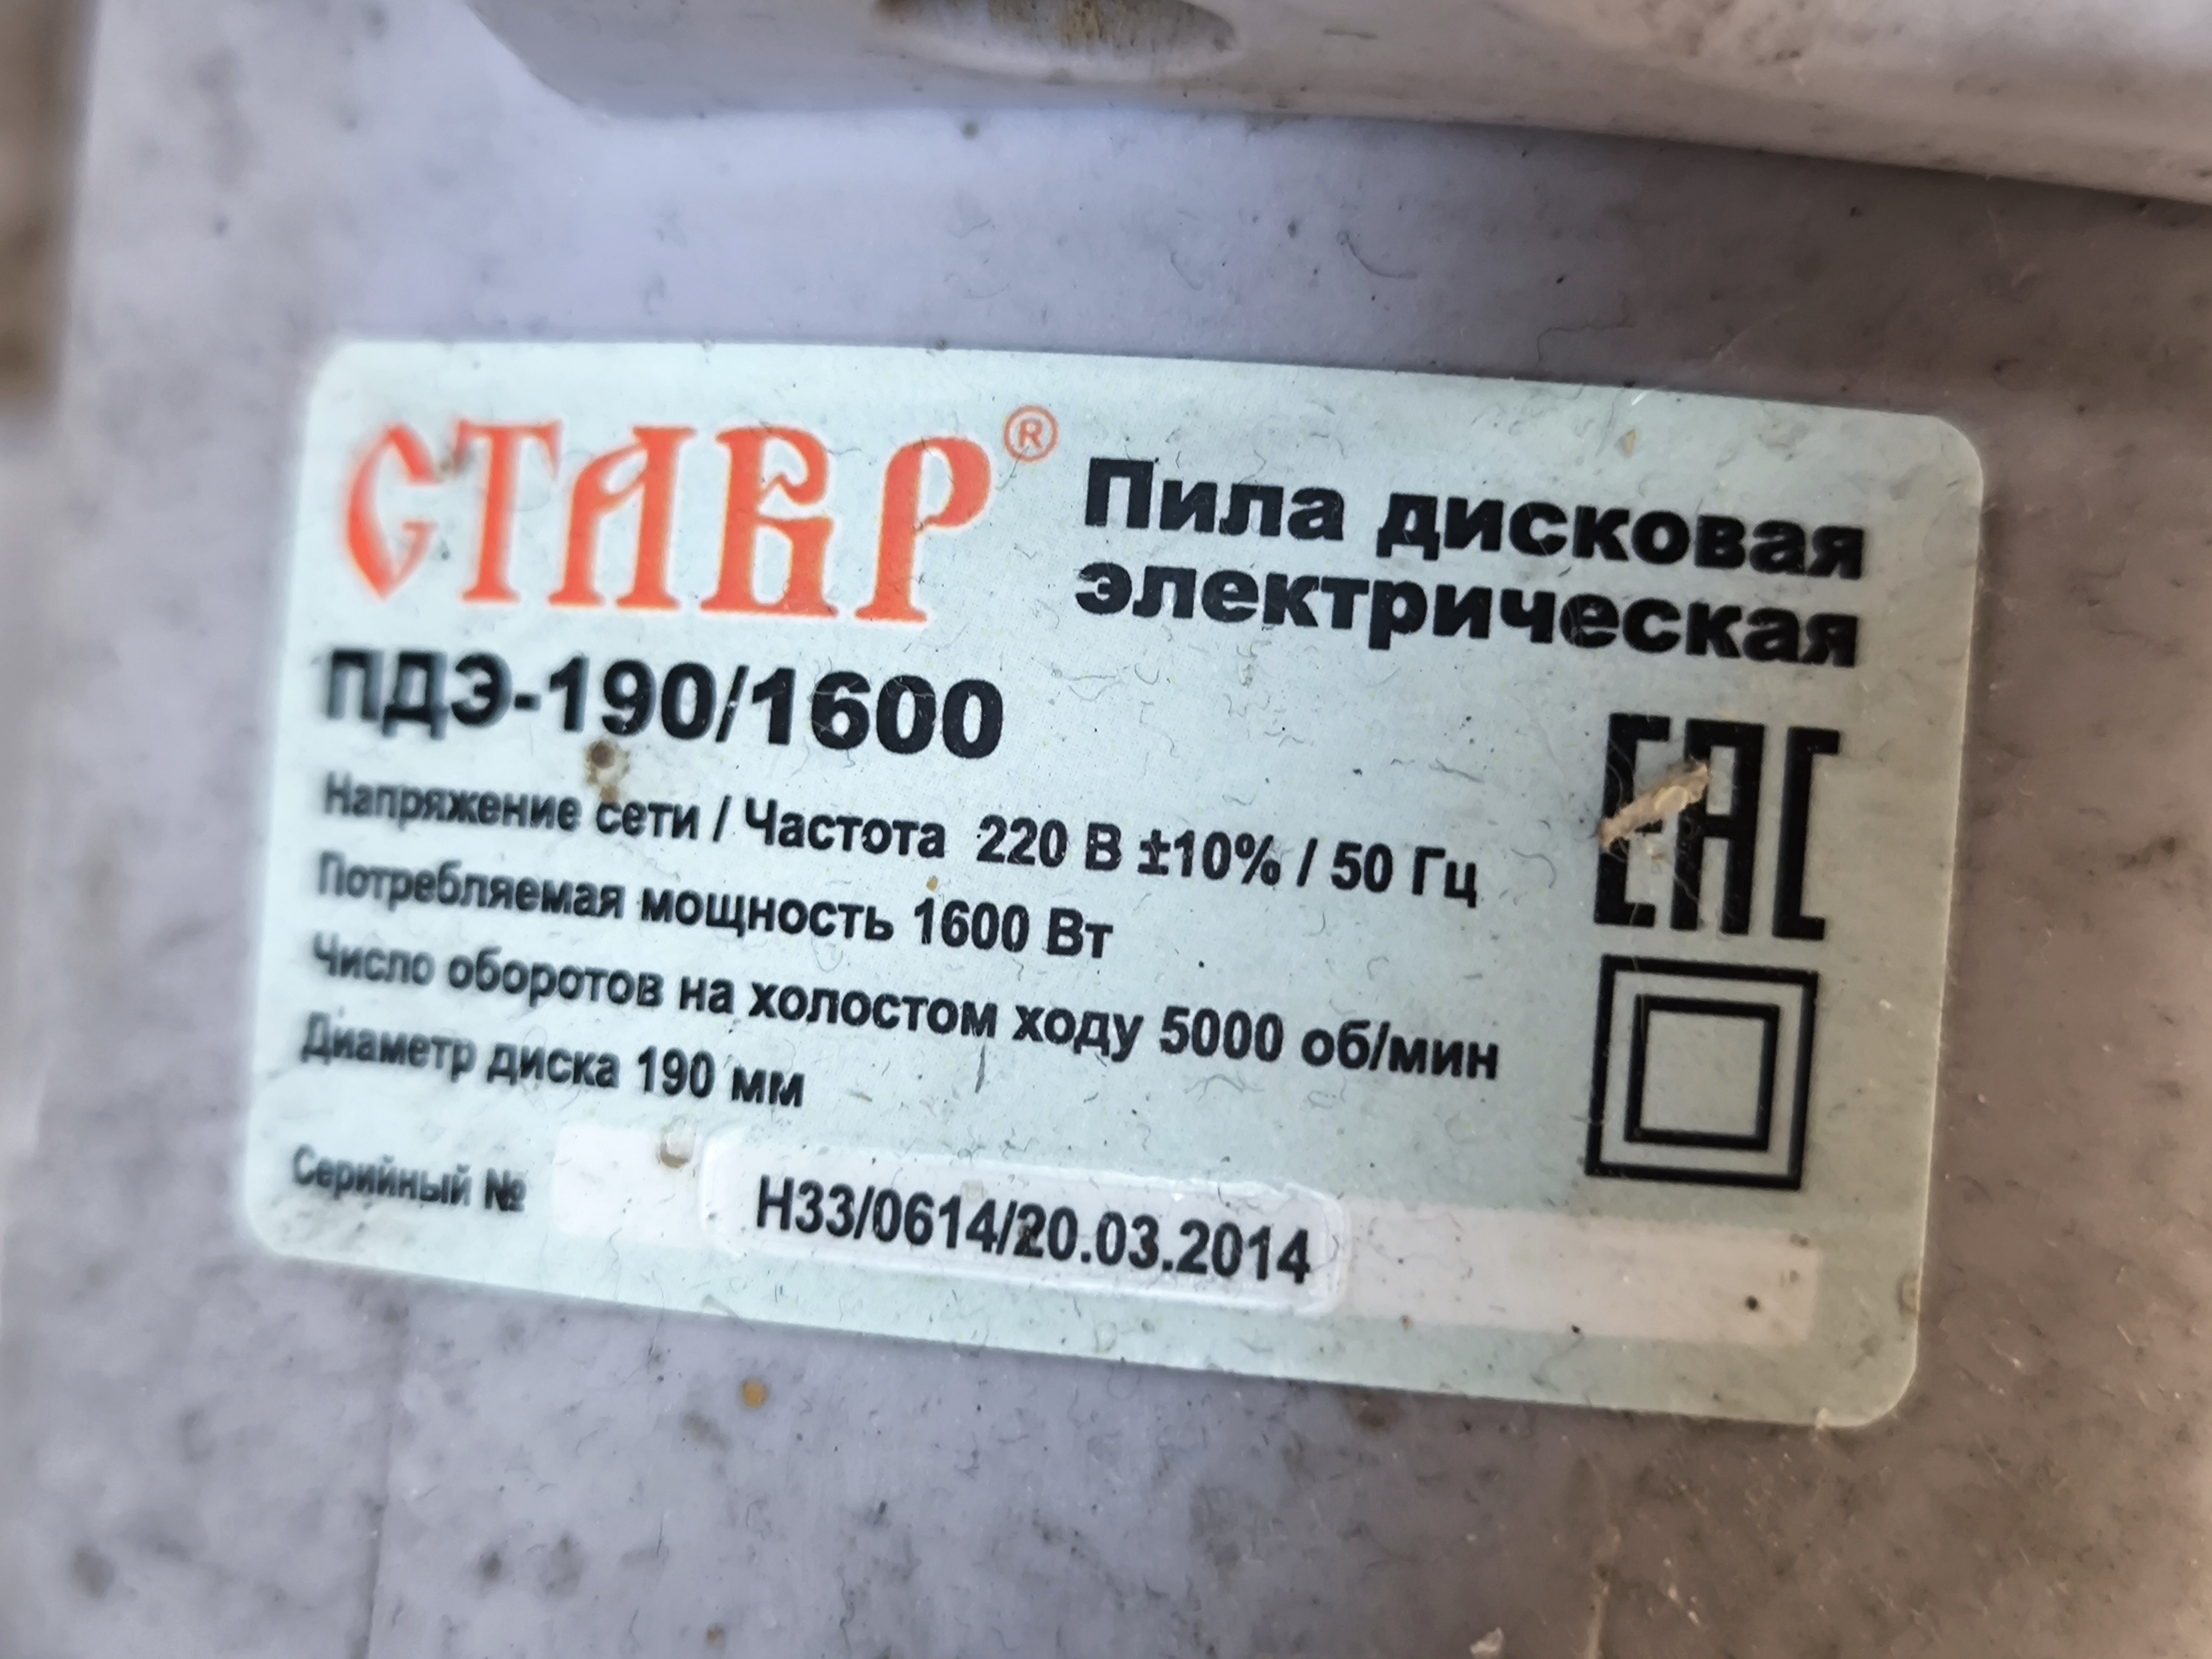 СТАВР®
Пила дисковая
электрическая
ПДЭ-190/1600
Напряжение сети / Частота 220 В ±10% / 50 Гц
Потребляемая мощность 1600 Вт
Число оборотов на холостом ходу 5000 об/мин
Диаметр диска 190 мм
EAC
Серийный № Н33/0614/20.03.2014